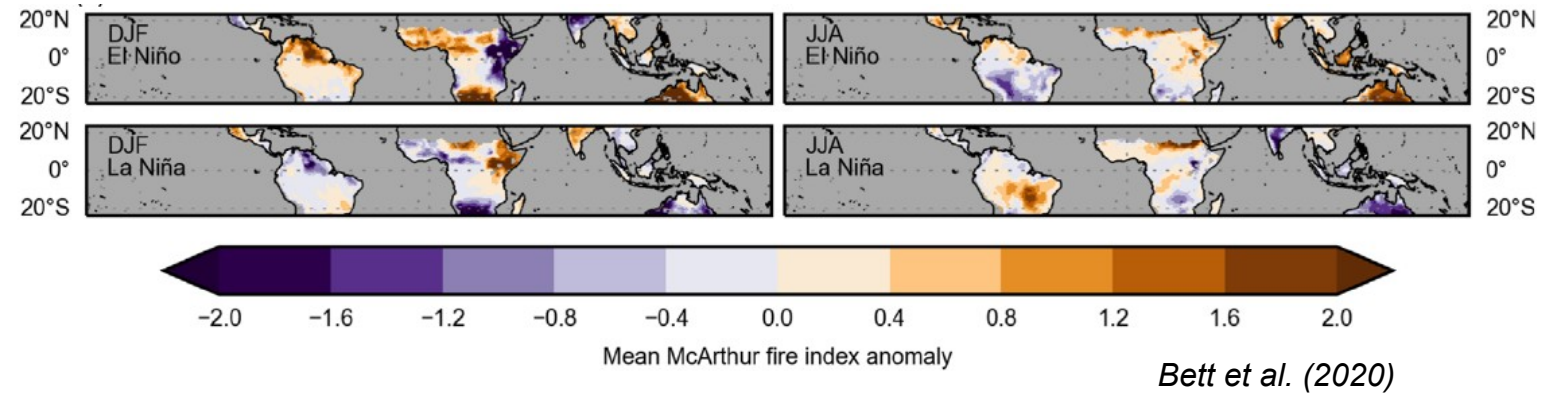 20°N
0°
20°S
DJF
El Niño
JJA
El Niño
20°N
0°
20°S
20°N
0°
20°S
DJF
La Niña
JJA
La Niña
20°N
0°
20°S
−2.0 −1.6 −1.2 −0.8 −0.4 0.0 0.4 0.8 1.2 1.6 2.0
Mean McArthur fire index anomaly
Bett et al. (2020)